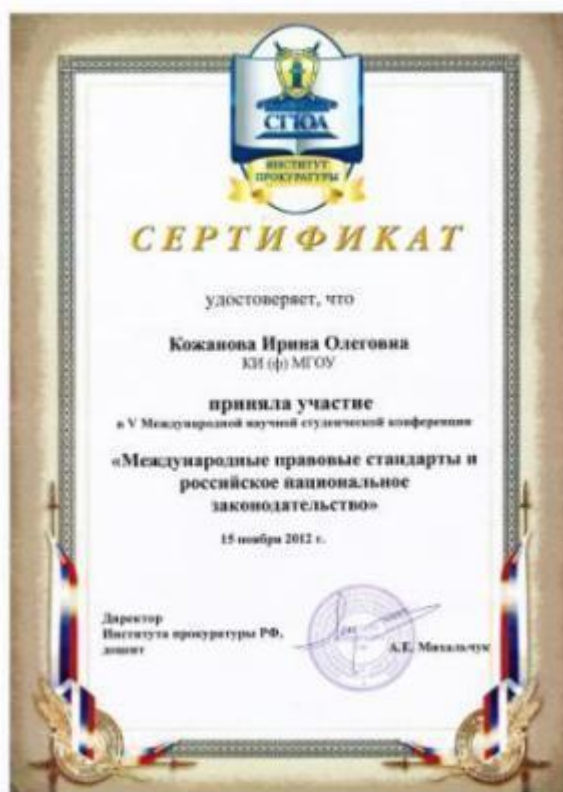 СГЮА
ИНСТИТУТ
ПРОКУРАТУРЫ
СЕРТИФИКАТ
удостоверяет, что
Кожанова Ирина Олеговна
КИ (ф) МГОУ
приняла участие
в V Международной научной студенческой конференции
«Международные правовые стандарты и
российское национальное
законодательство»
15 ноября 2012 г.
Директор
Института прокуратуры РФ,
доцент
А.Е. Михальчук